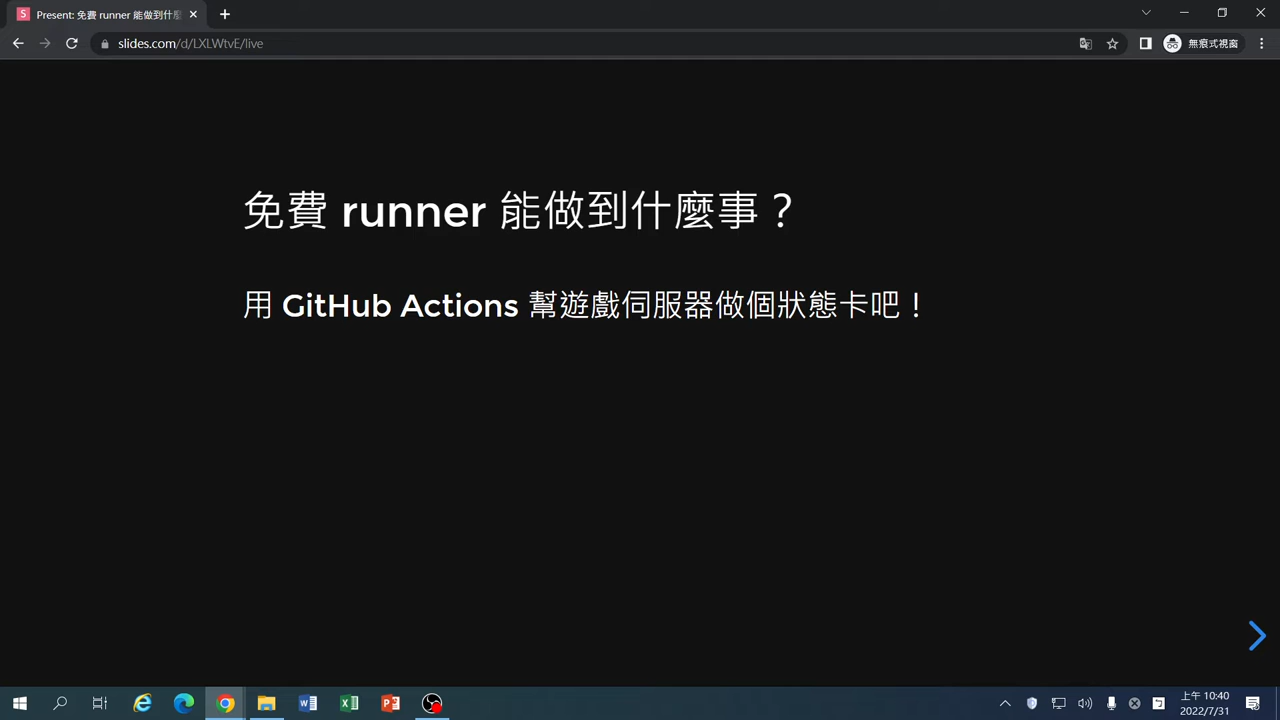 Present: 免費 runner 能做到什麼
slides.com/d/LXLWtvE/live
無痕式視窗
免費 runner 能做到什麼事？
用 GitHub Actions 幫遊戲伺服器做個狀態卡吧！
上午 10:40
2022/7/31